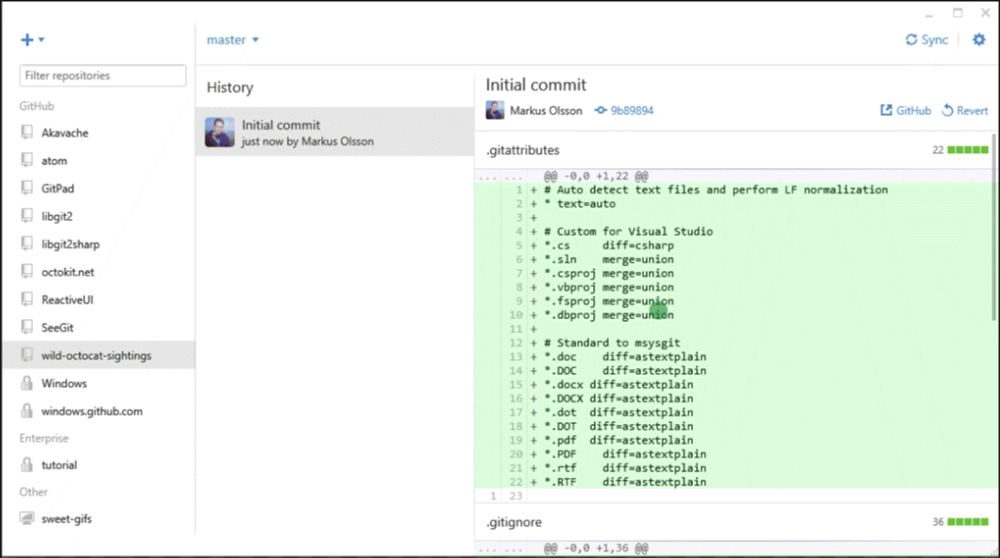 master
Sync
Filter repositories
GitHub
Akavache
atom
GitPad
libgit2
libgit2sharp
octokit.net
ReactiveUI
SeeGit
wild-octocat-sightings
Windows
windows.github.com
Enterprise
tutorial
Other
sweet-gifs
History
Initial commit
just now by Markus Olsson
Initial commit
Markus Olsson 9b89894 GitHub Revert
.gitattributes 22
... ... @@ -0,0 +1,22 @@
1 + # Auto detect text files and perform LF normalization
2 + * text=auto
3 +
4 + # Custom for Visual Studio
5 + *.cs diff=csharp
6 + *.sln merge=union
7 + *.csproj merge=union
8 + *.vbproj merge=union
9 + *.fsproj merge=union
10 + *.dbproj merge=union
11 +
12 + # Standard to msysgit
13 + *.doc diff=astextplain
14 + *.DOC diff=astextplain
15 + *.docx diff=astextplain
16 + *.DOCX diff=astextplain
17 + *.dot diff=astextplain
18 + *.DOT diff=astextplain
19 + *.pdf diff=astextplain
20 + *.PDF diff=astextplain
21 + *.rtf diff=astextplain
22 + *.RTF diff=astextplain
1 23
.gitignore 36
... ... @@ -0,0 +1,36 @@